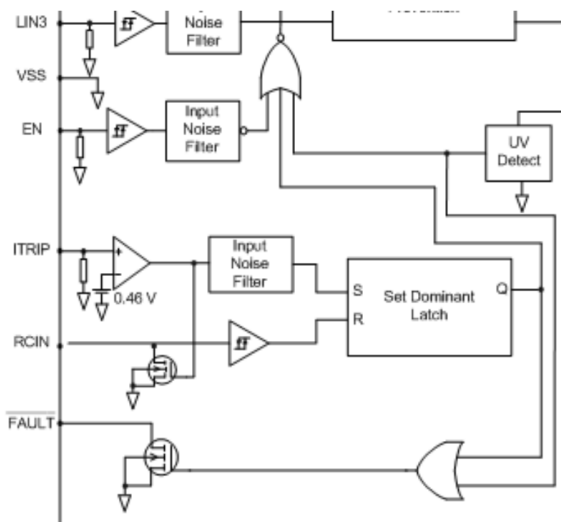 LIN3
Input
Noise
Filter
VSS
EN
Input
Noise
Filter
UV
Detect
ITRIP
+
-
0.46 V
Input
Noise
Filter
S
R
Set Dominant
Latch
Q
RCIN
FAULT